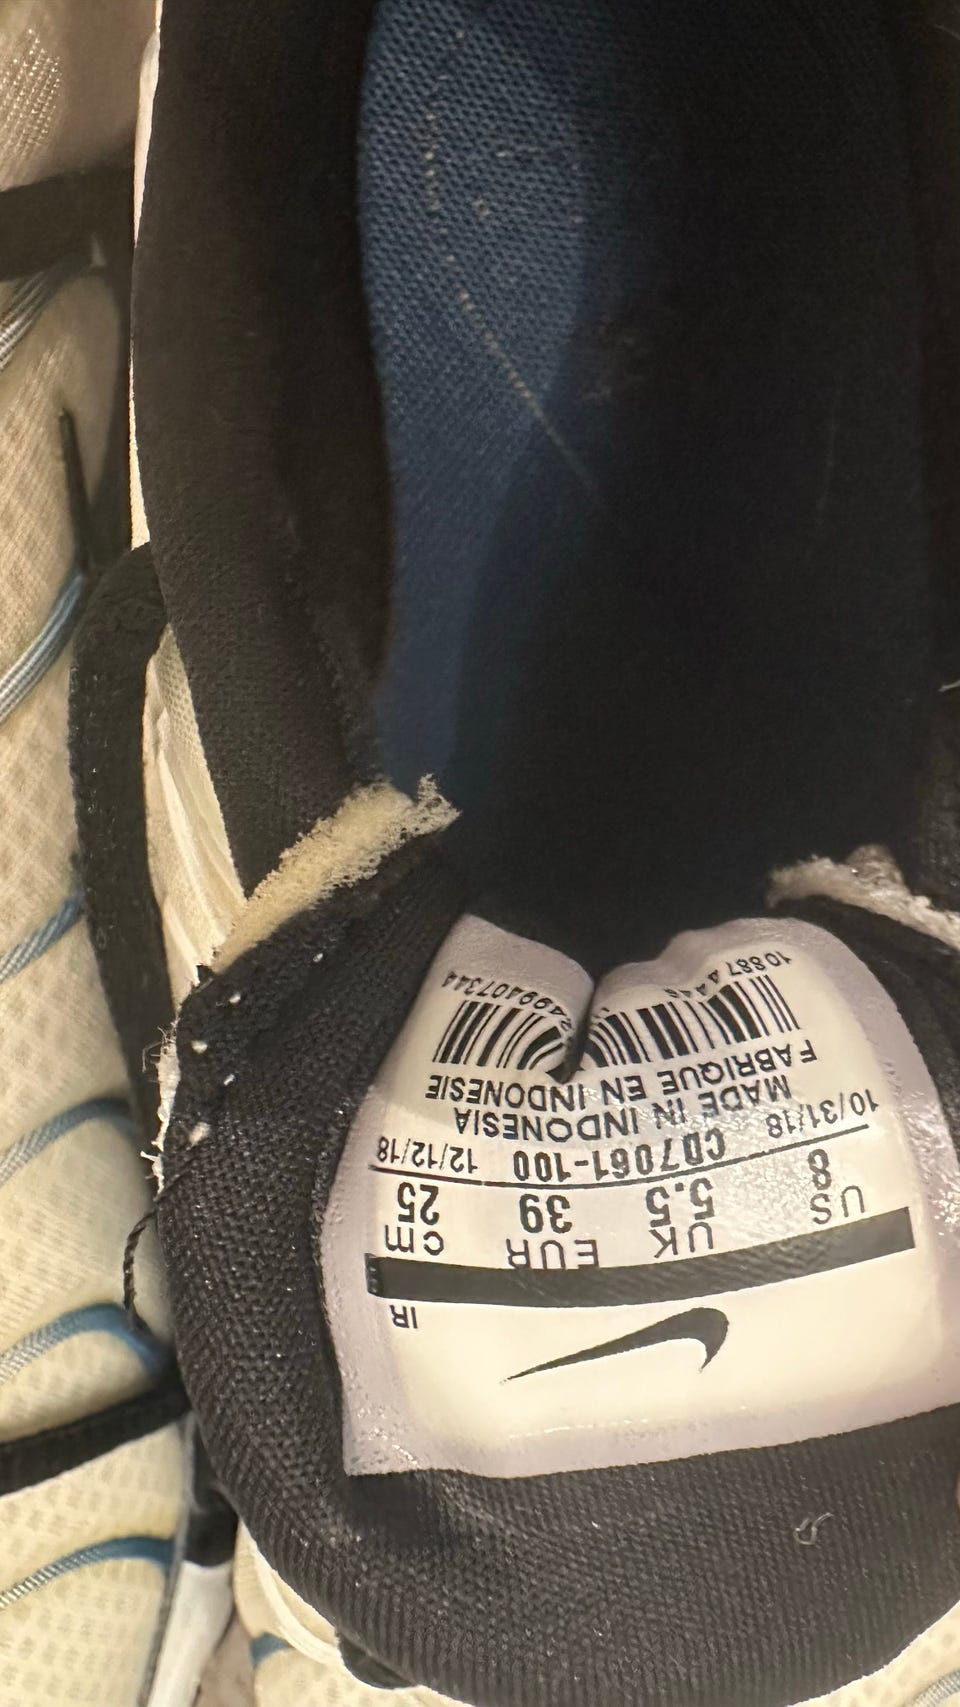 IR
US UK EUR cm
8 5.5 39 25
10/31/18 CD7061-100 12/12/18
MADE IN INDONESIA
FABRIQUE EN INDONESIE